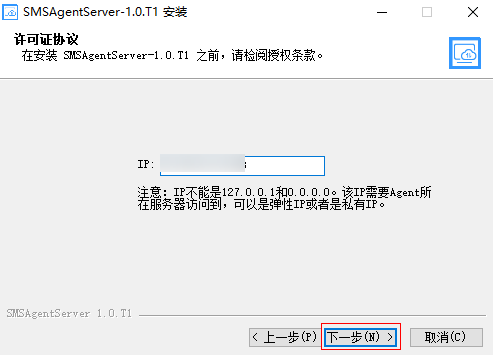 SMSAgentServer-1.0.T1 安装
许可证协议
在安装 SMSAgentServer-1.0.T1 之前，请检阅授权条款。
IP:
注意：IP不能是127.0.0.1和0.0.0.0。该IP需要Agent所
在服务器访问到，可以是弹性IP或者是私有IP。
SMSAgentServer 1.0.T1
< 上一步(P) 下一步(N) > 取消(C)